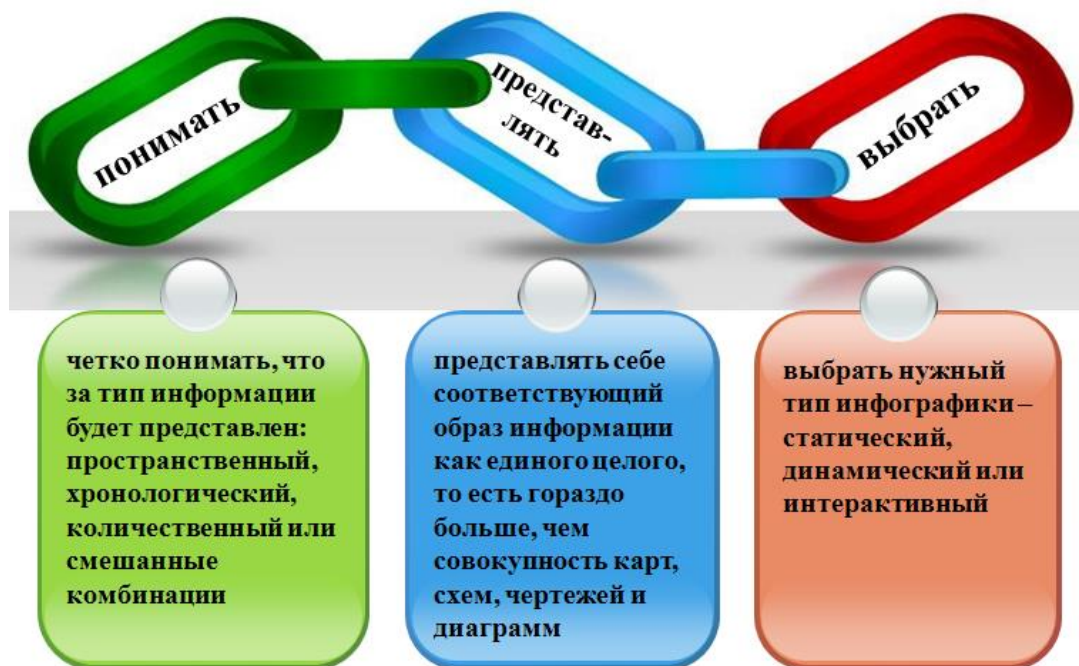 понимать
представ-
лять
выбрать
четко понимать, что
за тип информации
будет представлен:
пространственный,
хронологический,
количественный или
смешанные
комбинации
представлять себе
соответствующий
образ информации
как единого целого,
то есть гораздо
больше, чем
совокупность карт,
схем, чертежей и
диаграмм
выбрать нужный
тип инфографики –
статический,
динамический или
интерактивный